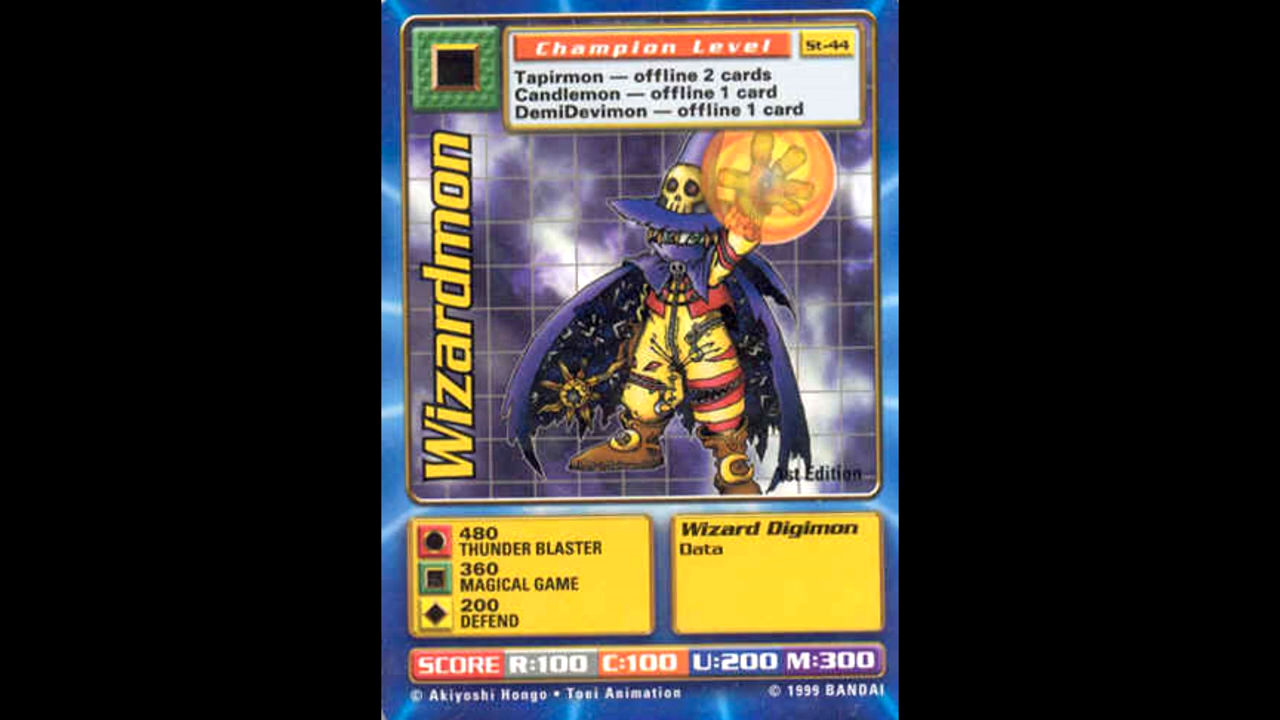 Champion Level
St-44
Tapirmon — offline 2 cards
Candlemon — offline 1 card
DemiDevimon — offline 1 card
Wizardmon
1st Edition
480
THUNDER BLASTER
360
MAGICAL GAME
200
DEFEND
Wizard Digimon
Data
SCORE R:100 C:100 U:200 M:300
© Akiyoshi Hongo • Toei Animation
© 1999 BANDAI